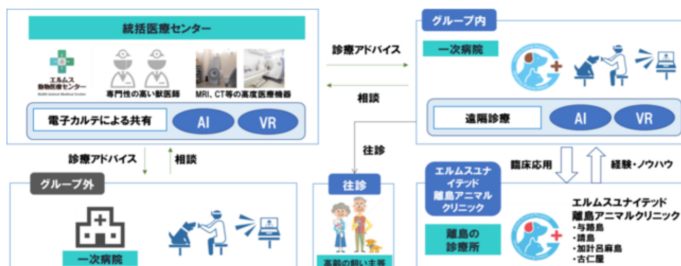 統括医療センター
エルムス
動物医療センター
専門性の高い獣医師
MRI、CT等の高度医療機器
電子カルテによる共有
AI
VR
診療アドバイス
相談
グループ内
一次病院
遠隔診療
AI
VR
診療アドバイス
相談
往診
臨床応用
経験・ノウハウ
グループ外
一次病院
往診
高齢の飼い主等
エルムスユナ
イテッド
離島アニマル
クリニック
離島の
診療所
エルムスユナイテッド
離島アニマルクリニック
・与路島
・請島
・加計呂麻島
・古仁屋